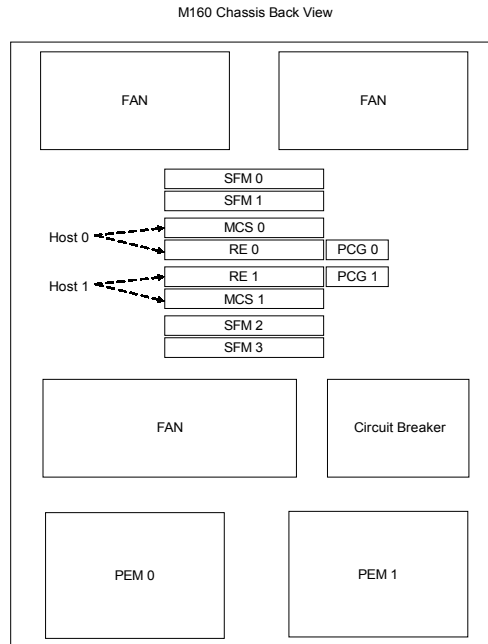 M160 Chassis Back View
FAN
FAN
SFM 0
SFM 1
MCS 0
Host 0
RE 0
PCG 0
RE 1
PCG 1
Host 1
MCS 1
SFM 2
SFM 3
FAN
Circuit Breaker
PEM 0
PEM 1